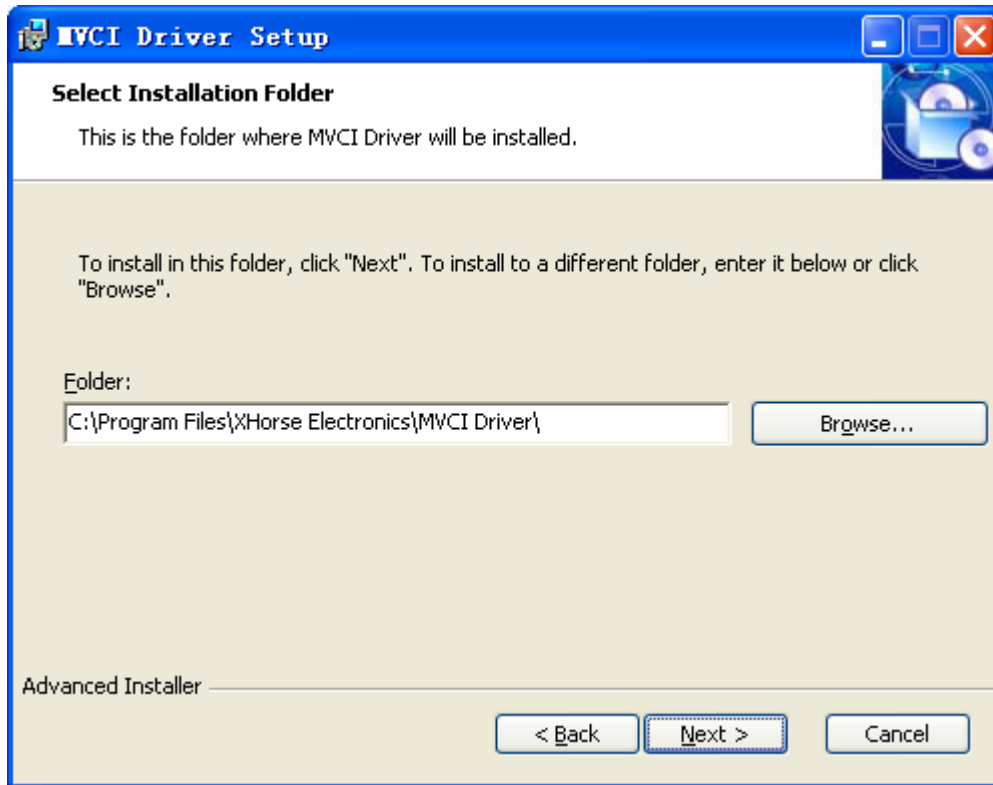 MVCI Driver Setup
Select Installation Folder
This is the folder where MVCI Driver will be installed.
To install in this folder, click "Next". To install to a different folder, enter it below or click
"Browse".
Folder:
C:\Program Files\XHorse Electronics\MVCI Driver\
Browse...
Advanced Installer
< Back
Next >
Cancel